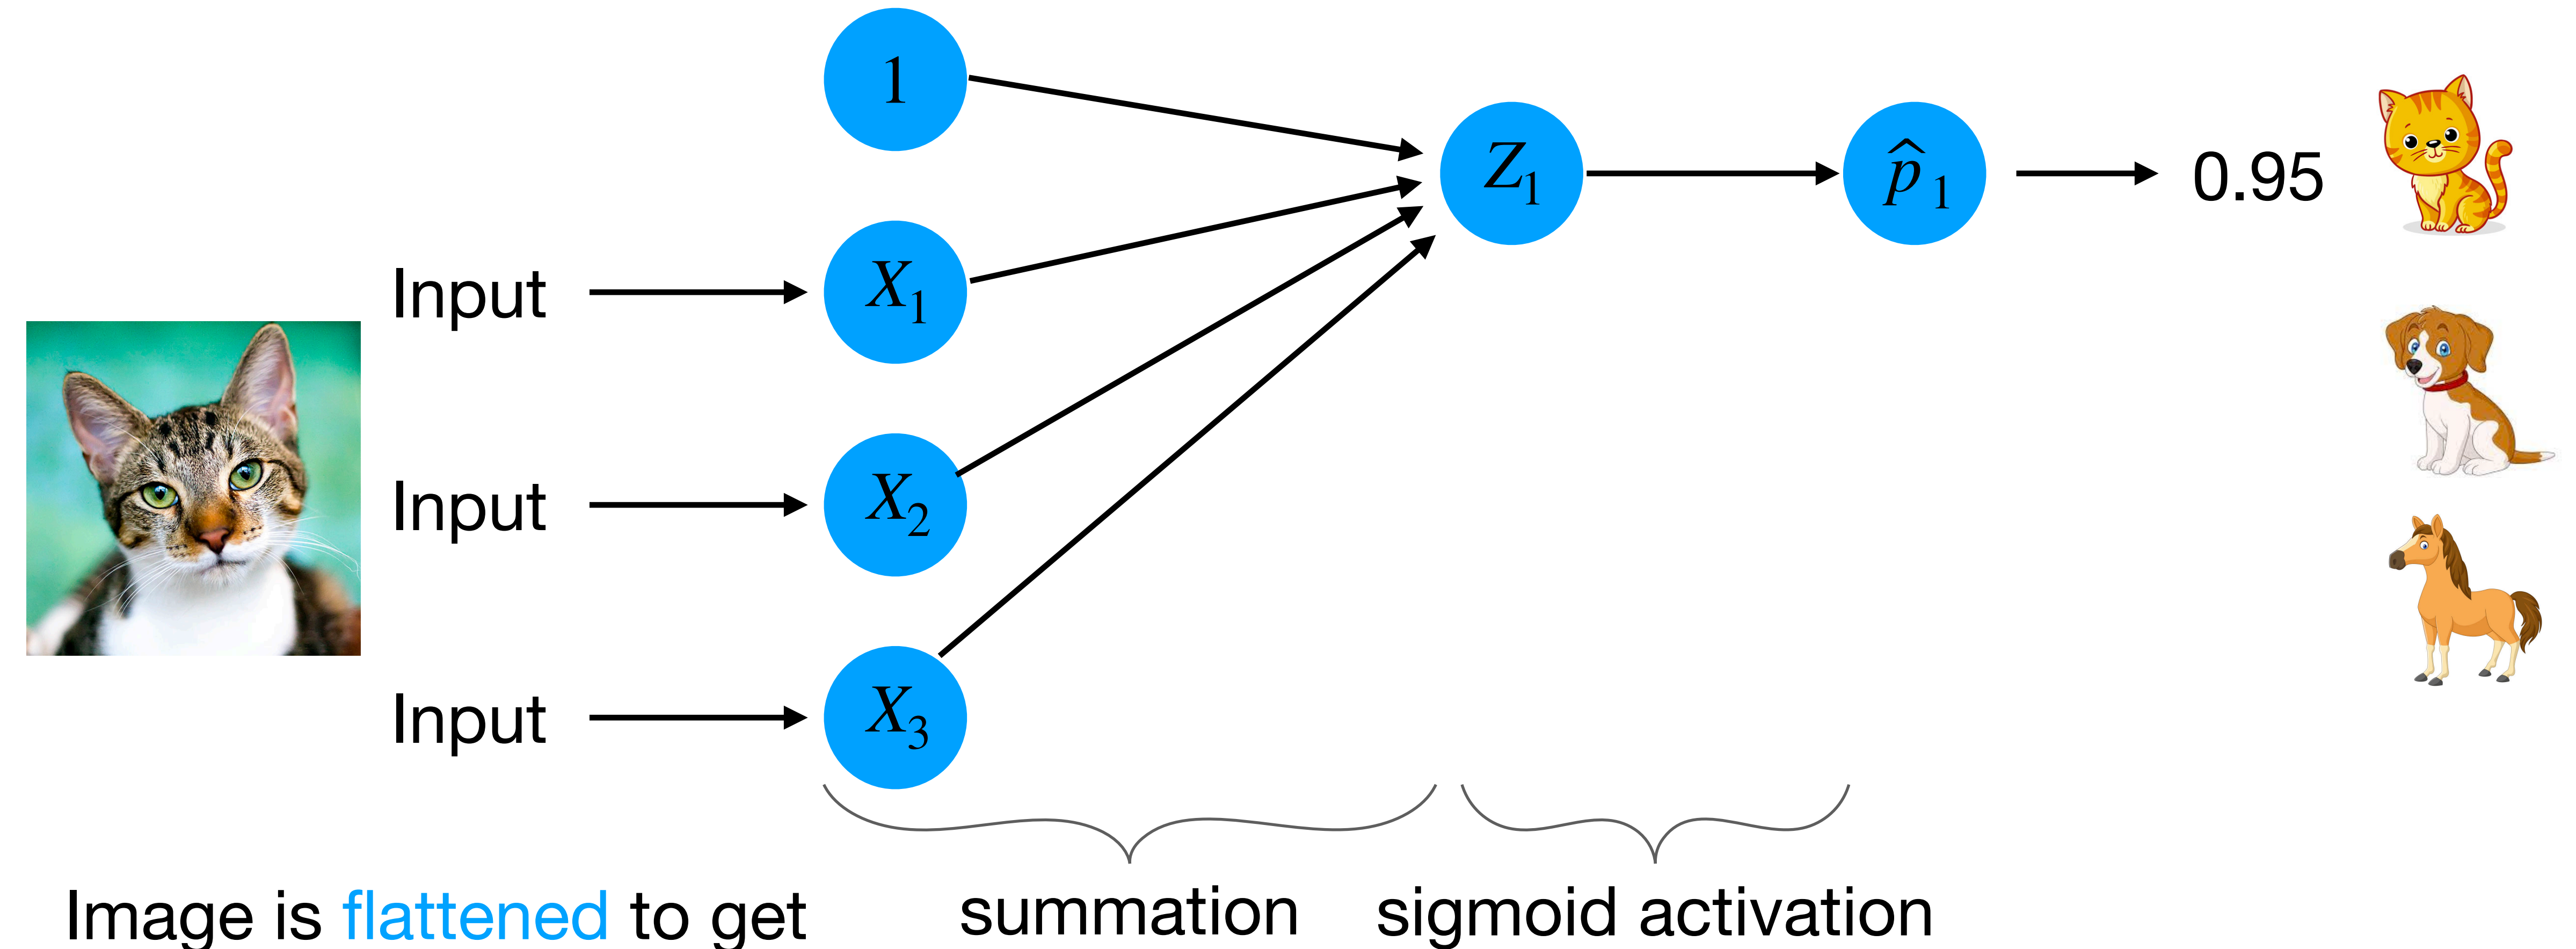 1
Z₁
p̂₁
0.95
Input
X₁
Input
X₂
Input
X₃
Image is flattened to get
summation
sigmoid activation